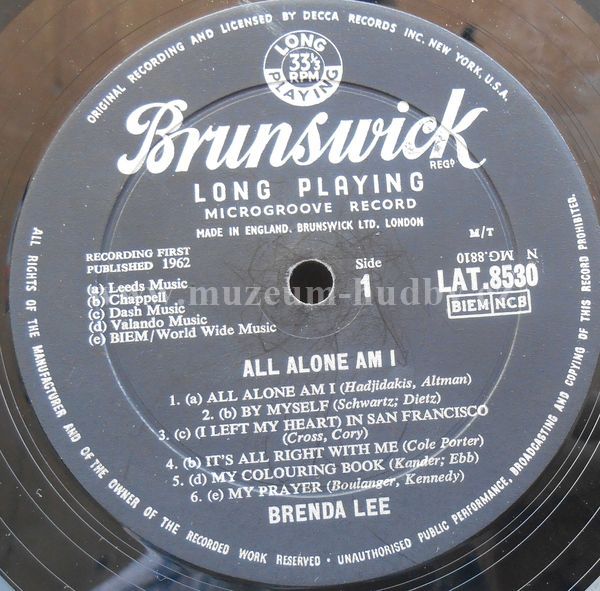 ORIGINAL RECORDING AND LICENSED BY DECCA RECORDS INC. NEW YORK, U.S.A.
LONG
33⅓
RPM
PLAYING
Brunswick
REGD
LONG PLAYING
MICROGROOVE RECORD
MADE IN ENGLAND. BRUNSWICK LTD. LONDON
M/T
RECORDING FIRST
PUBLISHED 1962
(a) Leeds Music
(b) Chappell
(c) Dash Music
(d) Valando Music
(e) BIEM/World Wide Music
Side
1
N MG.8810
LAT.8530
BIEM NCB
muzeum-hudb
ALL ALONE AM I
1. (a) ALL ALONE AM I (Hadjidakis, Altman)
2. (b) BY MYSELF (Schwartz; Dietz)
3. (c) (I LEFT MY HEART) IN SAN FRANCISCO
(Cross, Cory)
4. (b) IT'S ALL RIGHT WITH ME (Cole Porter)
5. (d) MY COLOURING BOOK (Kander; Ebb)
6. (e) MY PRAYER (Boulanger, Kennedy)
BRENDA LEE
ALL RIGHTS OF THE MANUFACTURER AND OF THE OWNER OF THE RECORDED WORK RESERVED · UNAUTHORISED PUBLIC PERFORMANCE, BROADCASTING AND COPYING OF THIS RECORD PROHIBITED.